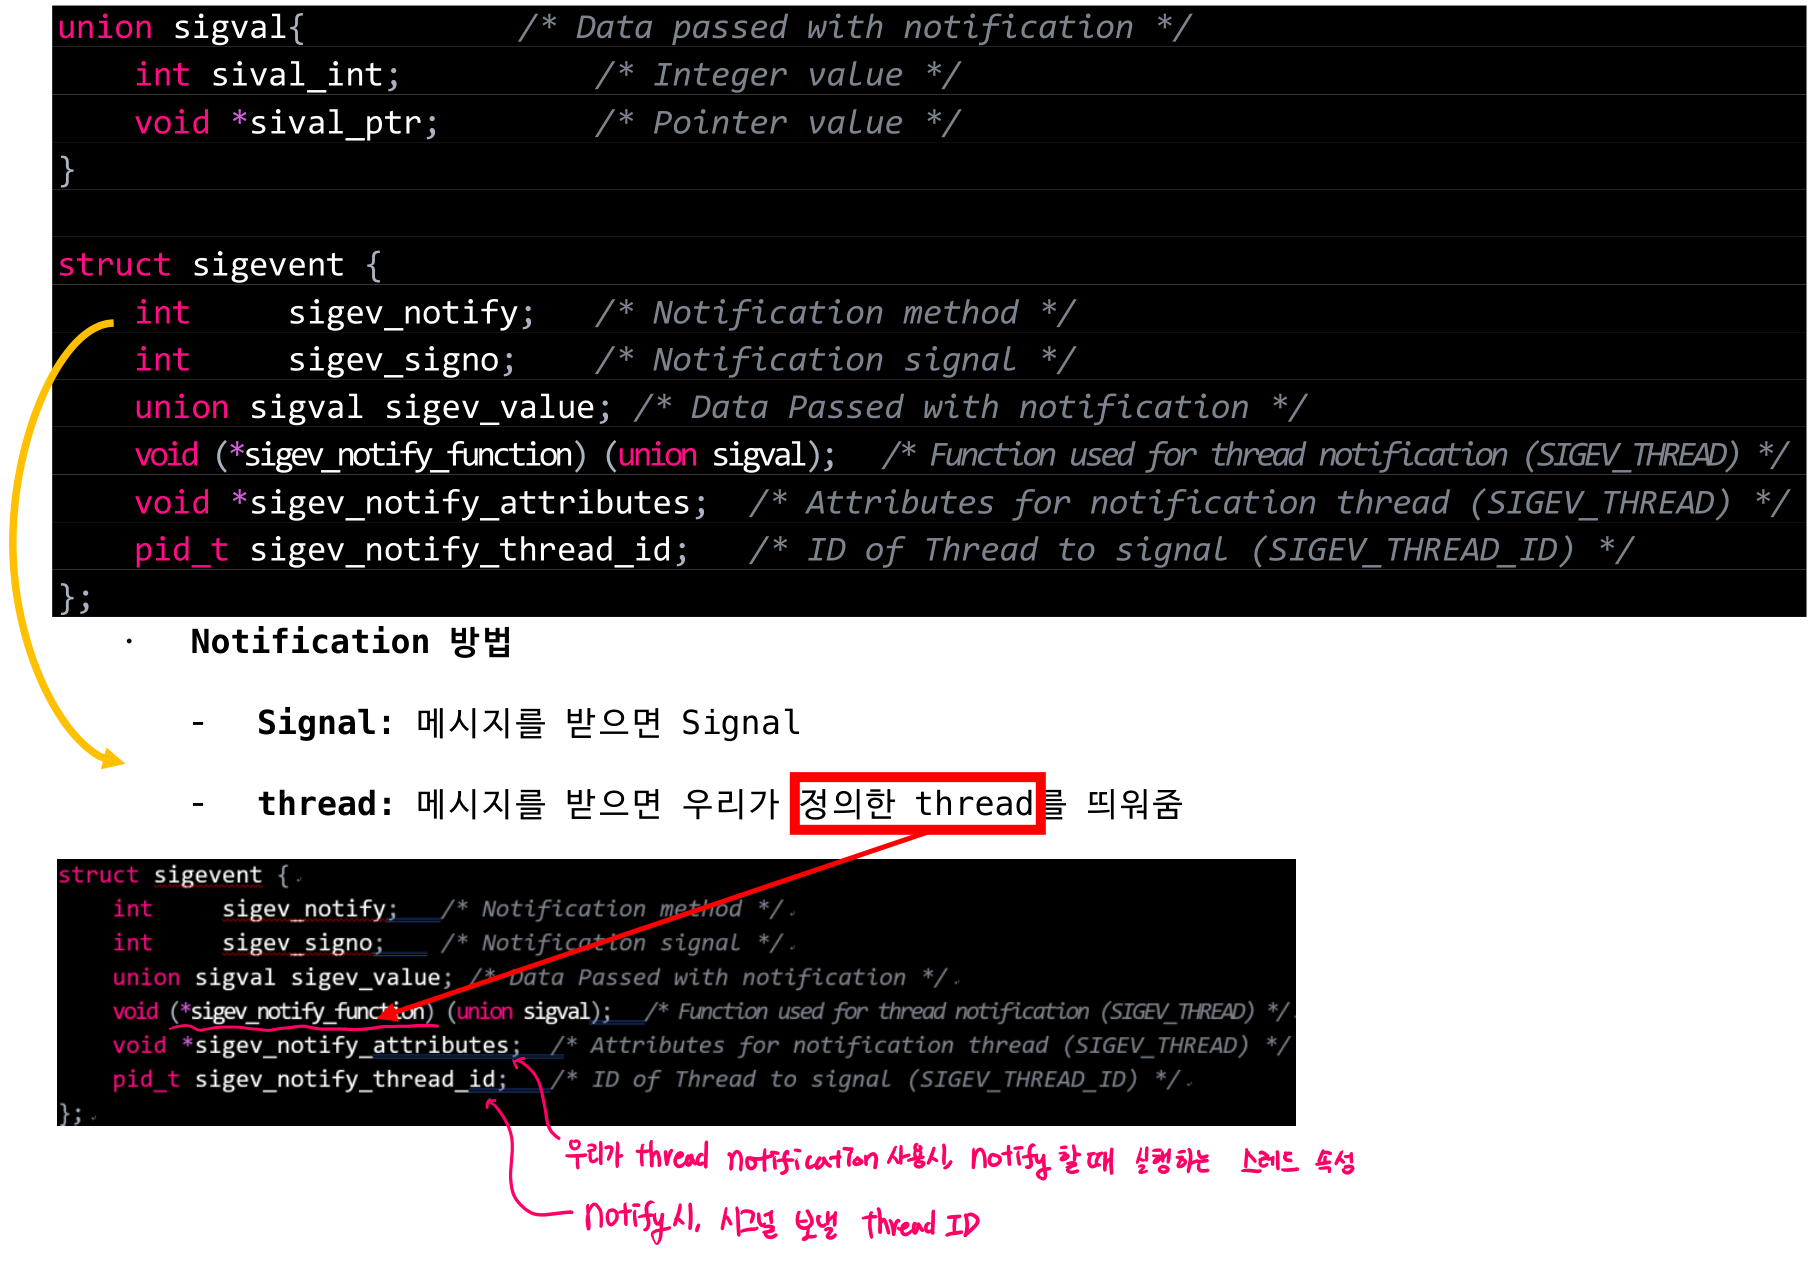 union sigval{           /* Data passed with notification */
    int sival_int;          /* Integer value */
    void *sival_ptr;        /* Pointer value */
}
struct sigevent {
    int     sigev_notify;   /* Notification method */
    int     sigev_signo;    /* Notification signal */
    union sigval sigev_value; /* Data Passed with notification */
    void (*sigev_notify_function) (union sigval);   /* Function used for thread notification (SIGEV_THREAD) */
    void *sigev_notify_attributes;  /* Attributes for notification thread (SIGEV_THREAD) */
    pid_t sigev_notify_thread_id;   /* ID of Thread to signal (SIGEV_THREAD_ID) */
};
· Notification 방법
- Signal: 메시지를 받으면 Signal
- thread: 메시지를 받으면 우리가 정의한 thread를 띄워줌
struct sigevent {
    int     sigev_notify;   /* Notification method */
    int     sigev_signo;    /* Notification signal */
    union sigval sigev_value; /* Data Passed with notification */
    void (*sigev_notify_function) (union sigval);   /* Function used for thread notification (SIGEV_THREAD) */
    void *sigev_notify_attributes;  /* Attributes for notification thread (SIGEV_THREAD) */
    pid_t sigev_notify_thread_id;   /* ID of Thread to signal (SIGEV_THREAD_ID) */
};
우리가 thread notification 사용시, notify 할 때 실행하는 스레드 속성
notify시, 시그널 보낼 thread ID